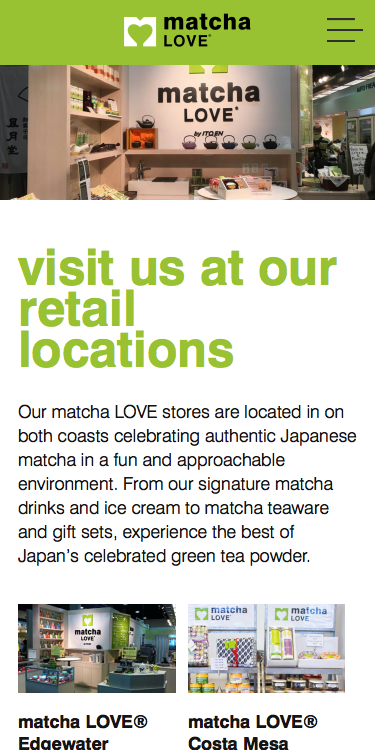 matcha
LOVE®
matcha
LOVE®
by ITO EN
visit us at our
retail
locations
Our matcha LOVE stores are located in on
both coasts celebrating authentic Japanese
matcha in a fun and approachable
environment. From our signature matcha
drinks and ice cream to matcha teaware
and gift sets, experience the best of
Japan’s celebrated green tea powder.
matcha
LOVE
matcha
LOVE
matcha
LOVE
matcha LOVE®
Edgewater
matcha LOVE®
Costa Mesa